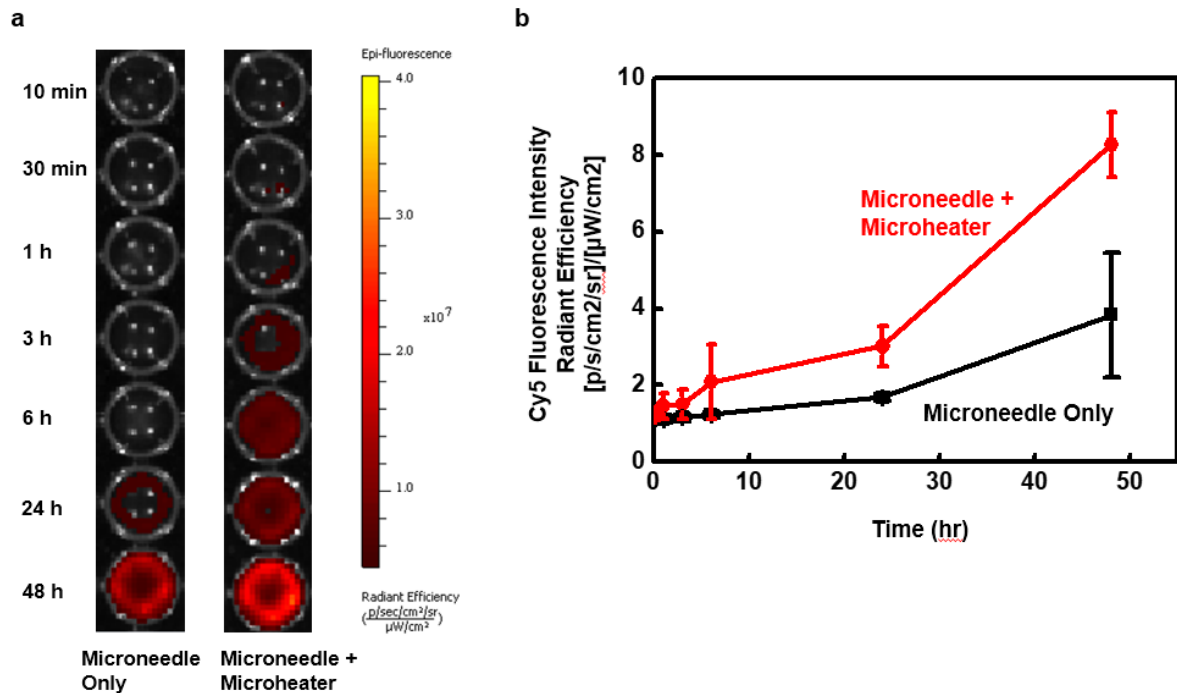 a
10 min
30 min
1 h
3 h
6 h
24 h
48 h
Microneedle
Only
Microneedle +
Microheater
Epi-fluorescence
4.0
3.0
x10⁷
2.0
1.0
Radiant Efficiency
(p/sec/cm²/sr
µW/cm²)
b
Cy5 Fluorescence Intensity
Radiant Efficiency
[p/s/cm2/sr]/[µW/cm2]
10
8
6
4
2
0
Microneedle +
Microheater
Microneedle Only
0 10 20 30 40 50
Time (hr)